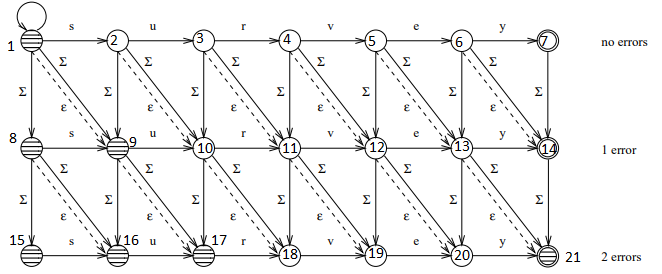 s u r v e y
1 2 3 4 5 6 7 no errors
Σ Σ Σ Σ Σ Σ Σ Σ Σ Σ Σ Σ Σ
ε ε ε ε ε ε
8 s 9 u 10 r 11 v 12 e 13 y 14 1 error
Σ Σ Σ Σ Σ Σ Σ Σ Σ Σ Σ Σ Σ
ε ε ε ε ε ε
15 s 16 u 17 r 18 v 19 e 20 y 21 2 errors